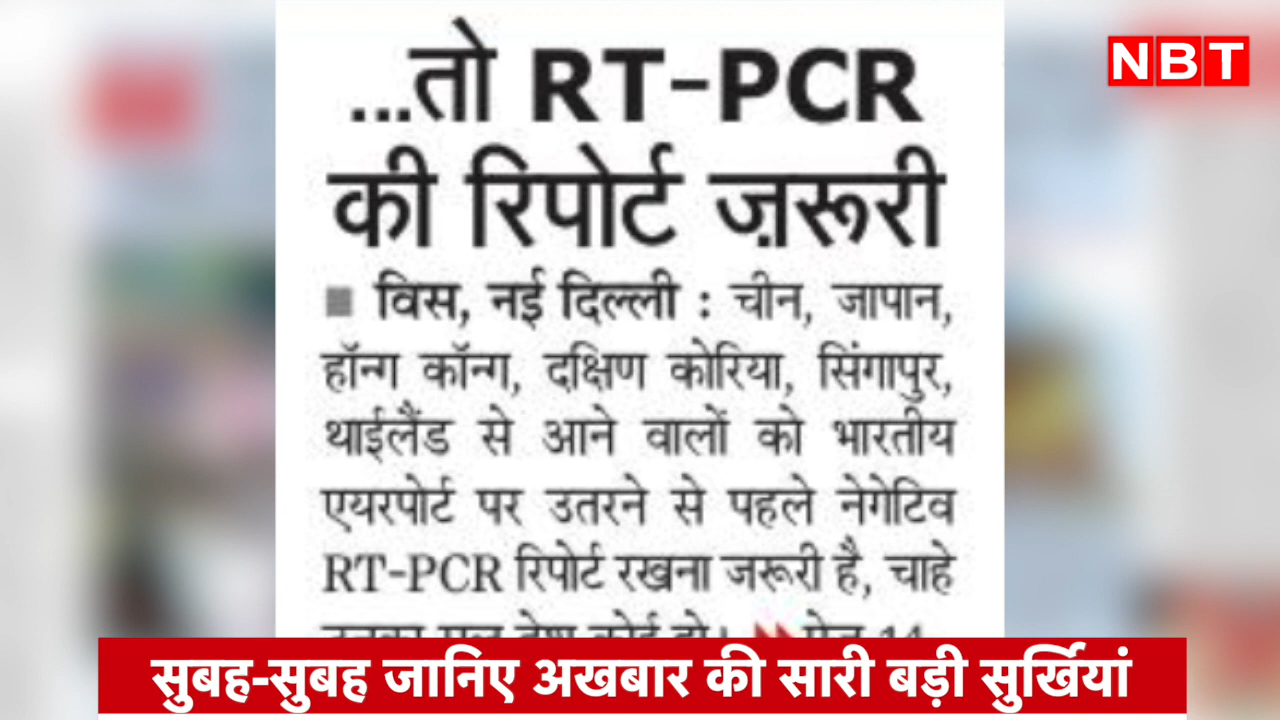 NBT
...तो RT-PCR
की रिपोर्ट ज़रूरी
■ विस, नई दिल्ली : चीन, जापान,
हॉन्ग कॉन्ग, दक्षिण कोरिया, सिंगापुर,
थाईलैंड से आने वालों को भारतीय
एयरपोर्ट पर उतरने से पहले नेगेटिव
RT-PCR रिपोर्ट रखना जरूरी है, चाहे
सुबह-सुबह जानिए अखबार की सारी बड़ी सुर्खियां